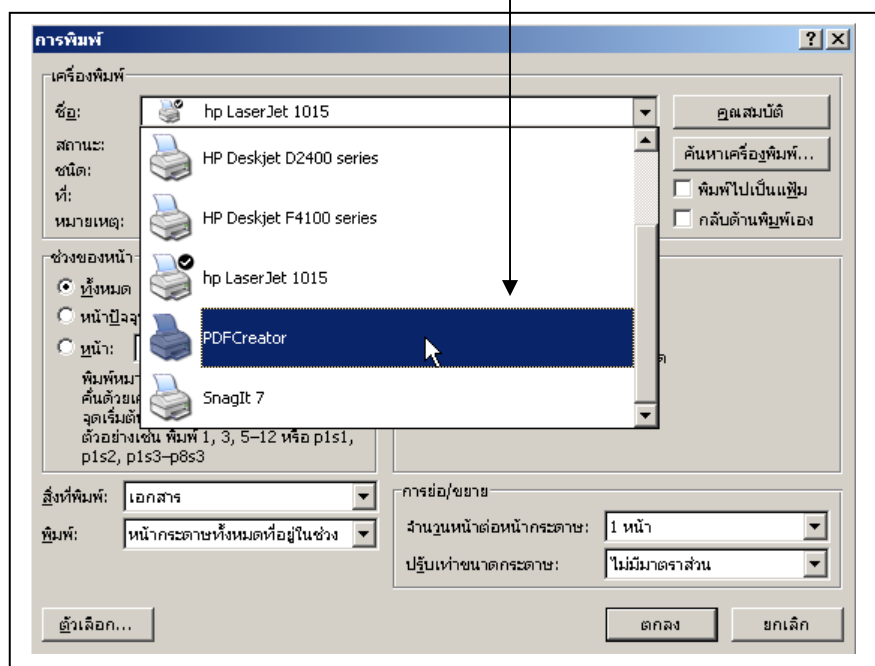 การพิมพ์
เครื่องพิมพ์
ชื่อ: hp LaserJet 1015 คุณสมบัติ
สถานะ: HP Deskjet D2400 series ค้นหาเครื่องพิมพ์...
ชนิด:
ที่: พิมพ์ไปเป็นแฟ้ม
หมายเหตุ: HP Deskjet F4100 series กลับด้านพิมพ์เอง
ช่วงของหน้า
ทั้งหมด hp LaserJet 1015
หน้า: PDFCreator
SnagIt 7
ตัวอย่างเช่น พิมพ์ 1, 3, 5–12 หรือ p1s1,
p1s2, p1s3–p8s3
สิ่งที่พิมพ์: เอกสาร การย่อ/ขยาย
พิมพ์: หน้ากระดาษทั้งหมดที่อยู่ในช่วง จำนวนหน้าต่อหน้ากระดาษ: 1 หน้า
ปรับเท่าขนาดกระดาษ: ไม่มีมาตราส่วน
ตัวเลือก... ตกลง ยกเลิก